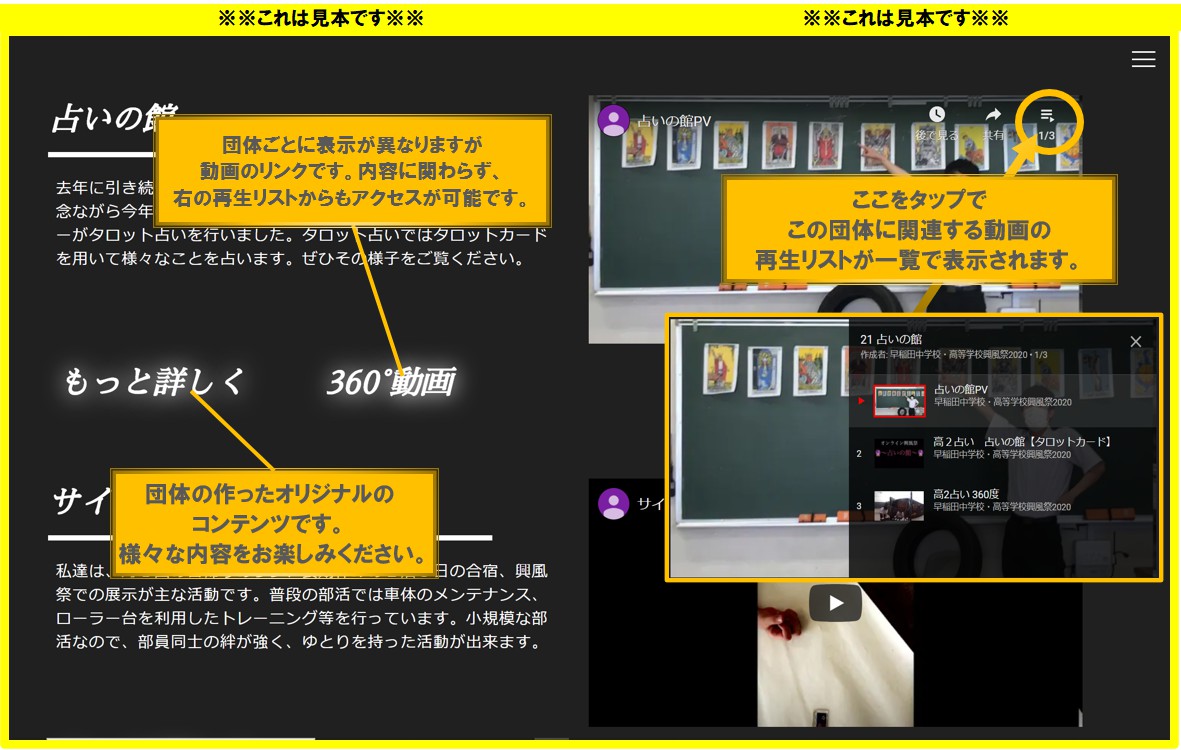 ※※これは見本です※※
※※これは見本です※※
占いの館
団体ごとに表示が異なりますが
動画のリンクです。内容に関わらず、
右の再生リストからもアクセスが可能です。
去年に引き続
念ながら今年
ーがタロット占いを行いました。タロット占いではタロットカード
を用いて様々なことを占います。ぜひその様子をご覧ください。
もっと詳しく
360°動画
占いの館PV
後で見る
共有
1/3
ここをタップで
この団体に関連する動画の
再生リストが一覧で表示されます。
21 占いの館
作成者: 早稲田中学校・高等学校興風祭2020・1/3
占いの館PV
早稲田中学校・高等学校興風祭2020
2
高２占い 占いの館【タロットカード】
早稲田中学校・高等学校興風祭2020
オンライン興風祭
～占いの館～
3
高2占い 360度
早稲田中学校・高等学校興風祭2020
サイ
団体の作ったオリジナルの
コンテンツです。
様々な内容をお楽しみください。
私達は、
日の合宿、興風
祭での展示が主な活動です。普段の部活では車体のメンテナンス、
ローラー台を利用したトレーニング等を行っています。小規模な部
活なので、部員同士の絆が強く、ゆとりを持った活動が出来ます。
サイ